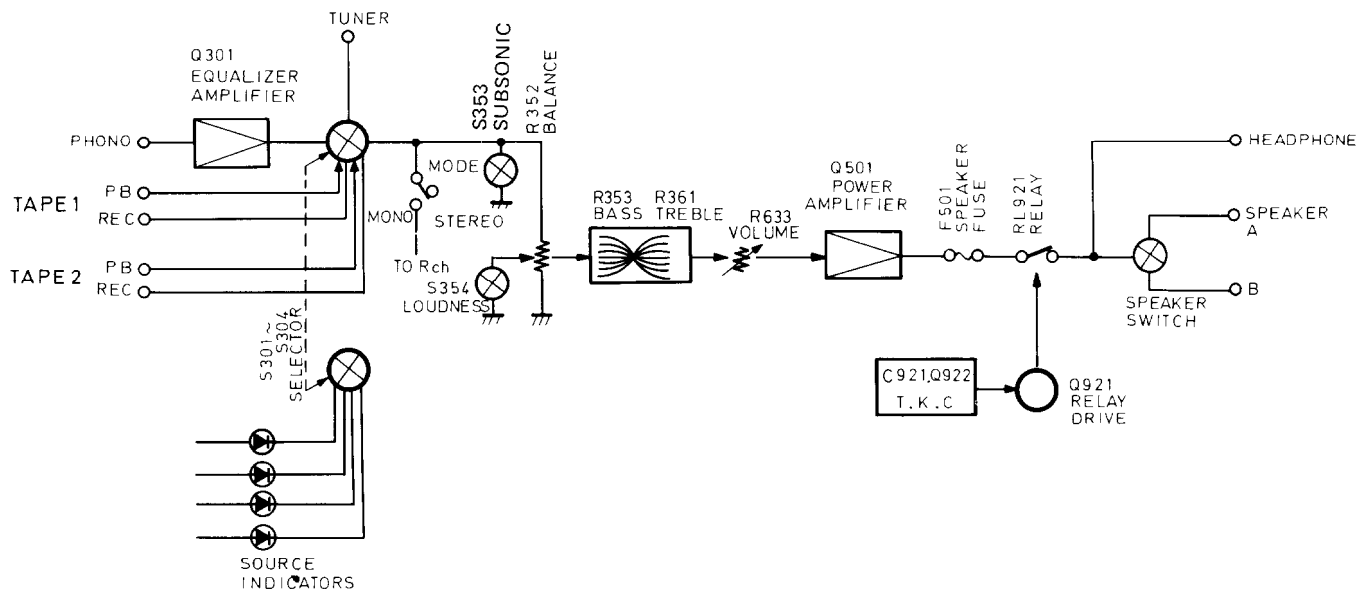 TUNER
Q301
EQUALIZER
AMPLIFIER
PHONO
TAPE 1
PB
REC
TAPE 2
PB
REC
S301~
S304
SELECTOR
MODE
MONO
STEREO
TO Rch
S353
SUBSONIC
R352
BALANCE
S354
LOUDNESS
R353
BASS
R361
TREBLE
R633
VOLUME
Q501
POWER
AMPLIFIER
F501
SPEAKER
FUSE
RL921
RELAY
HEADPHONE
SPEAKER
A
B
SPEAKER
SWITCH
C921,Q922
T.K.C
Q921
RELAY
DRIVE
SOURCE
INDICATORS